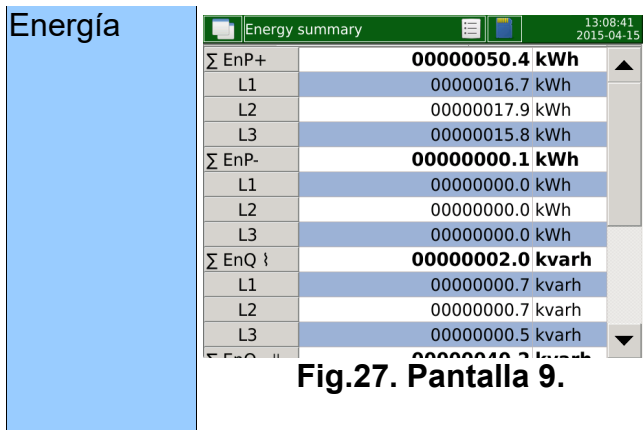 Energía
Energy summary
13:08:41
2015-04-15
∑ EnP+ 00000050.4 kWh
L1 00000016.7 kWh
L2 00000017.9 kWh
L3 00000015.8 kWh
∑ EnP- 00000000.1 kWh
L1 00000000.0 kWh
L2 00000000.0 kWh
L3 00000000.0 kWh
∑ EnQ ⌇ 00000002.0 kvarh
L1 00000000.7 kvarh
L2 00000000.7 kvarh
L3 00000000.5 kvarh
Fig.27. Pantalla 9.